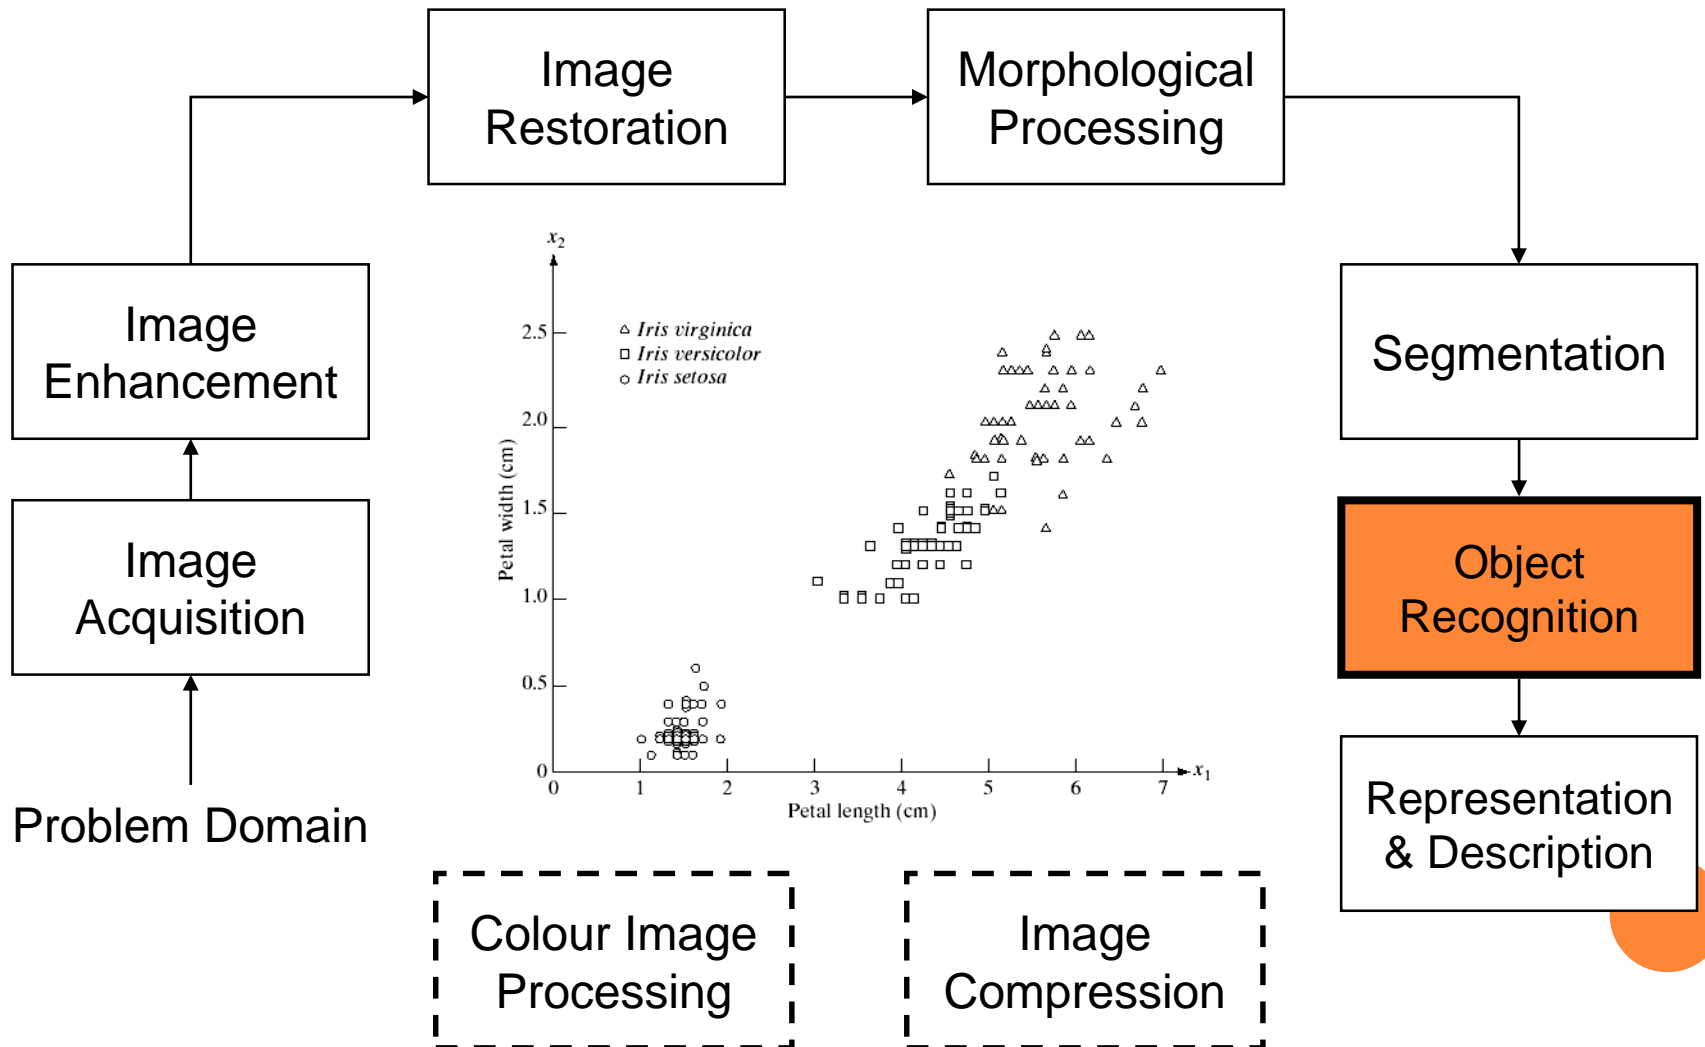 Image
Restoration
Morphological
Processing
Image
Enhancement
Segmentation
Image
Acquisition
Object
Recognition
Problem Domain
Representation
& Description
x2
2.5
2.0
1.5
1.0
0.5
0
Petal width (cm)
Iris virginica
Iris versicolor
Iris setosa
0 1 2 3 4 5 6 7
x1
Petal length (cm)
Colour Image
Processing
Image
Compression